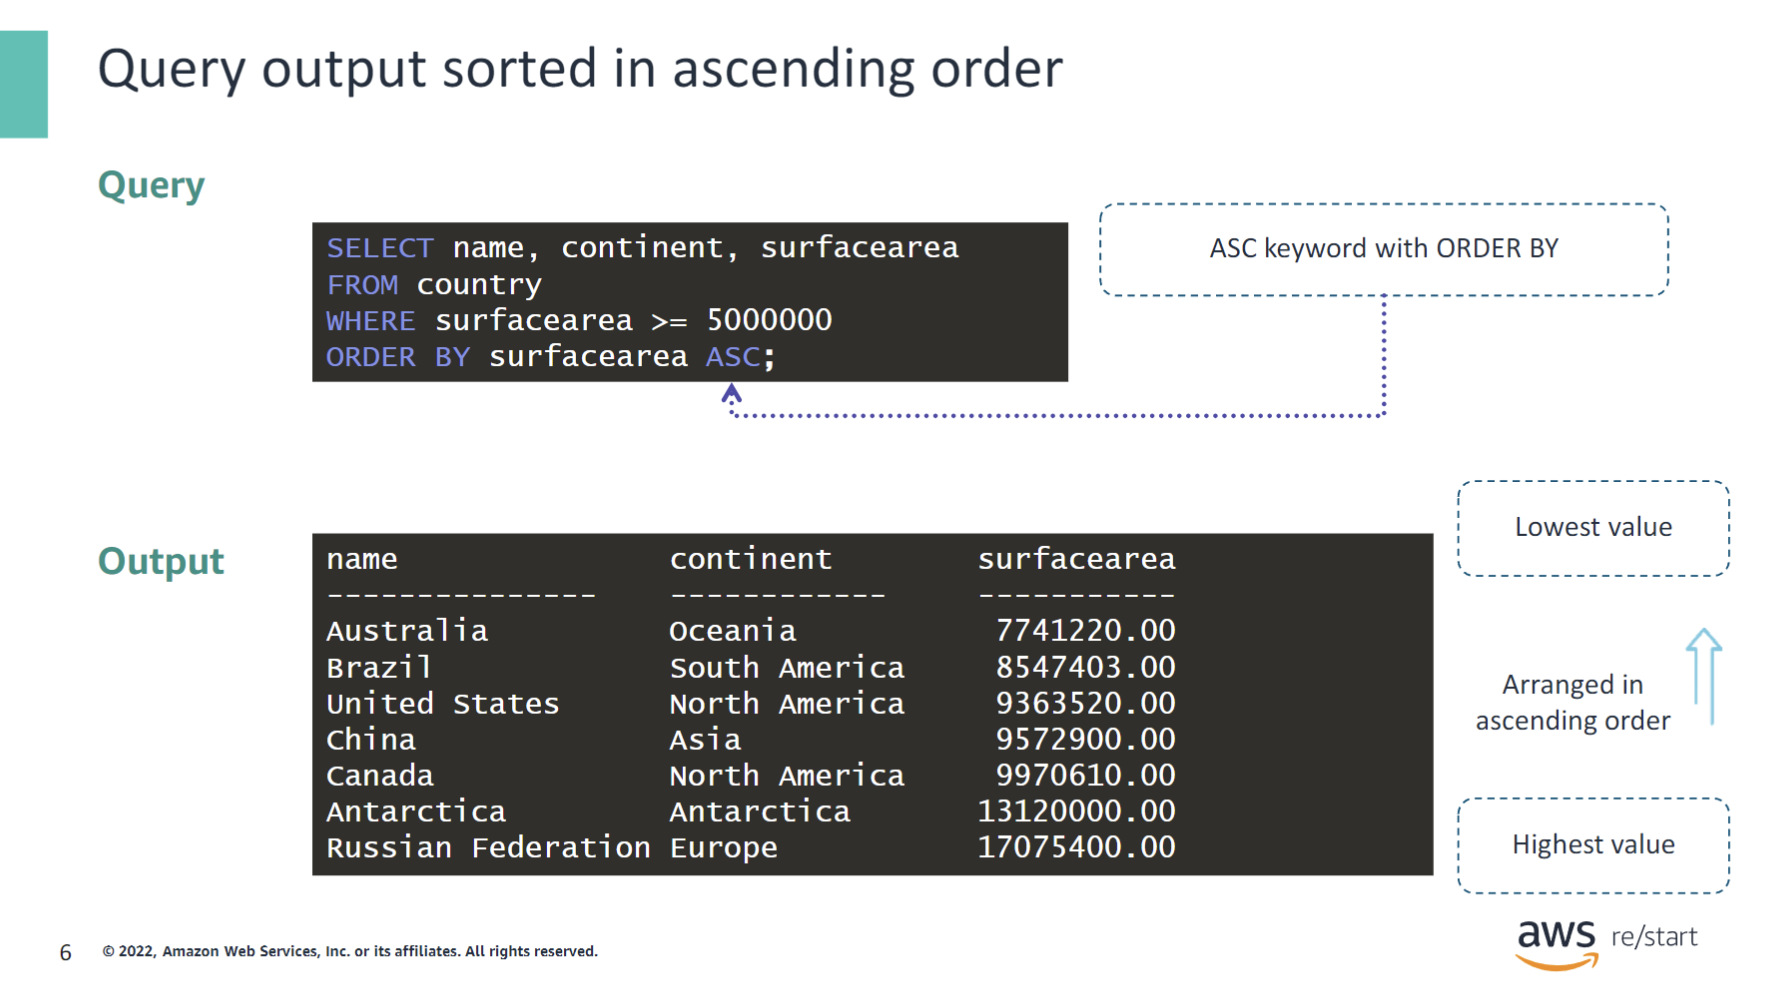 Query output sorted in ascending order
Query
SELECT name, continent, surfacearea
FROM country
WHERE surfacearea >= 5000000
ORDER BY surfacearea ASC;
ASC keyword with ORDER BY
Output
name continent surfacearea
--------------- ------------ -----------
Australia Oceania 7741220.00
Brazil South America 8547403.00
United States North America 9363520.00
China Asia 9572900.00
Canada North America 9970610.00
Antarctica Antarctica 13120000.00
Russian Federation Europe 17075400.00
Lowest value
Arranged in
ascending order
Highest value
6 © 2022, Amazon Web Services, Inc. or its affiliates. All rights reserved.
aws re/start